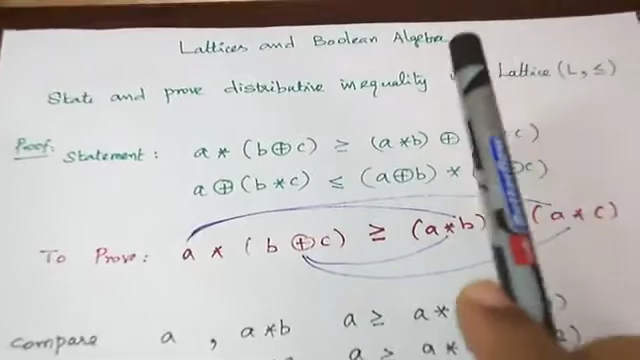 Lattices and Boolean Algebra
State and prove distributive inequality Lattice (L, ≤)
Proof: Statement: a * (b ⊕ c) ≥ (a * b) ⊕ c)
a ⊕ (b * c) ≤ (a ⊕ b) * c)
To Prove: a * (b ⊕ c) ≥ (a * b) (a * c)
compare a , a * b a ≥ a *
a ≥ a *